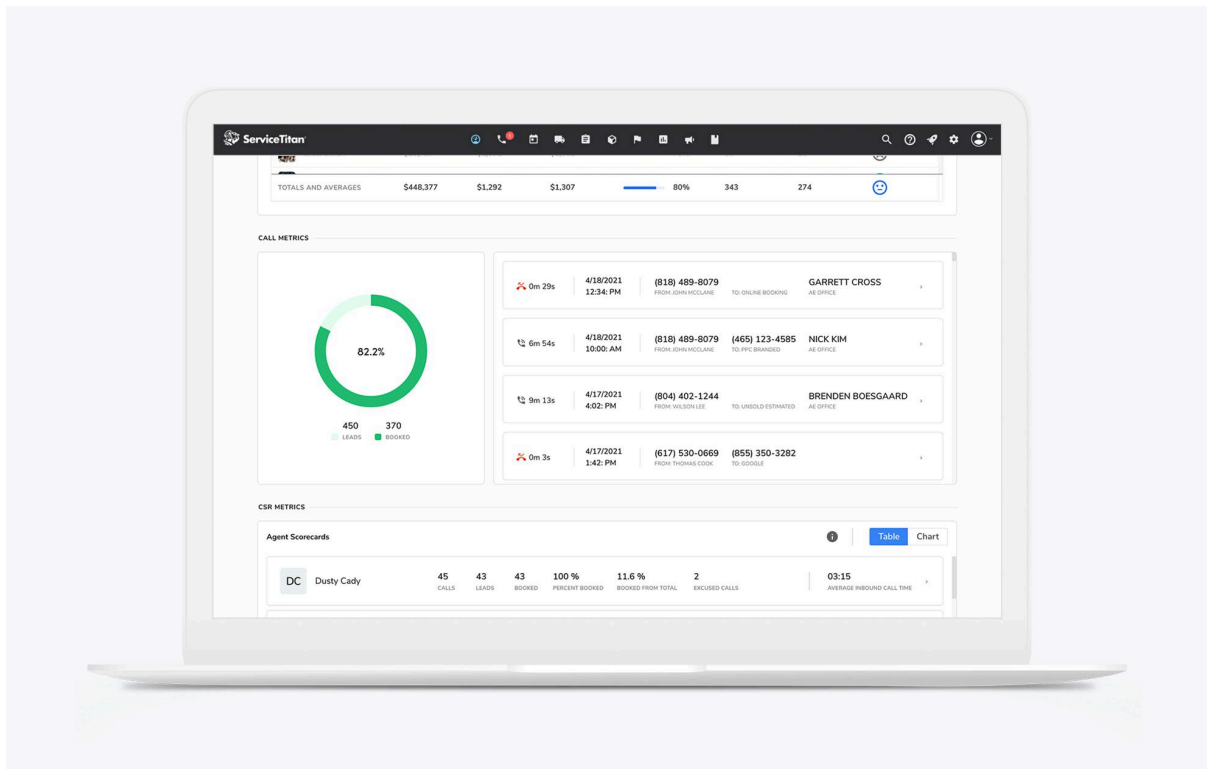 ServiceTitan
TOTALS AND AVERAGES $448,377 $1,292 $1,307 80% 343 274
CALL METRICS
82.2%
450 370
LEADS BOOKED
0m 29s 4/18/2021 (818) 489-8079 GARRETT CROSS
12:34: PM FROM: JOHN MCCLANE TO: ONLINE BOOKING AE OFFICE
6m 54s 4/18/2021 (818) 489-8079 (465) 123-4585 NICK KIM
10:00: AM FROM: JOHN MCCLANE TO: PPC BRANDED AE OFFICE
9m 13s 4/17/2021 (804) 402-1244 BRENDEN BOESGAARD
4:02: PM FROM: WILSON LEE TO: UNSOLD ESTIMATED AE OFFICE
0m 3s 4/17/2021 (617) 530-0669 (855) 350-3282
1:42: PM FROM: THOMAS COOK TO: GOOGLE
CSR METRICS
Agent Scorecards Table Chart
DC Dusty Cady 45 43 43 100 % 11.6 % 2 03:15
CALLS LEADS BOOKED PERCENT BOOKED BOOKED FROM TOTAL EXCUSED CALLS AVERAGE INBOUND CALL TIME